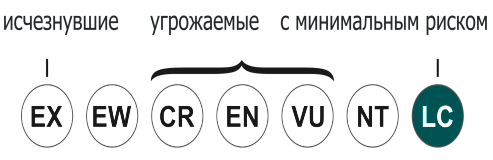 исчезнувшие угрожаемые с минимальным риском
EX EW CR EN VU NT LC